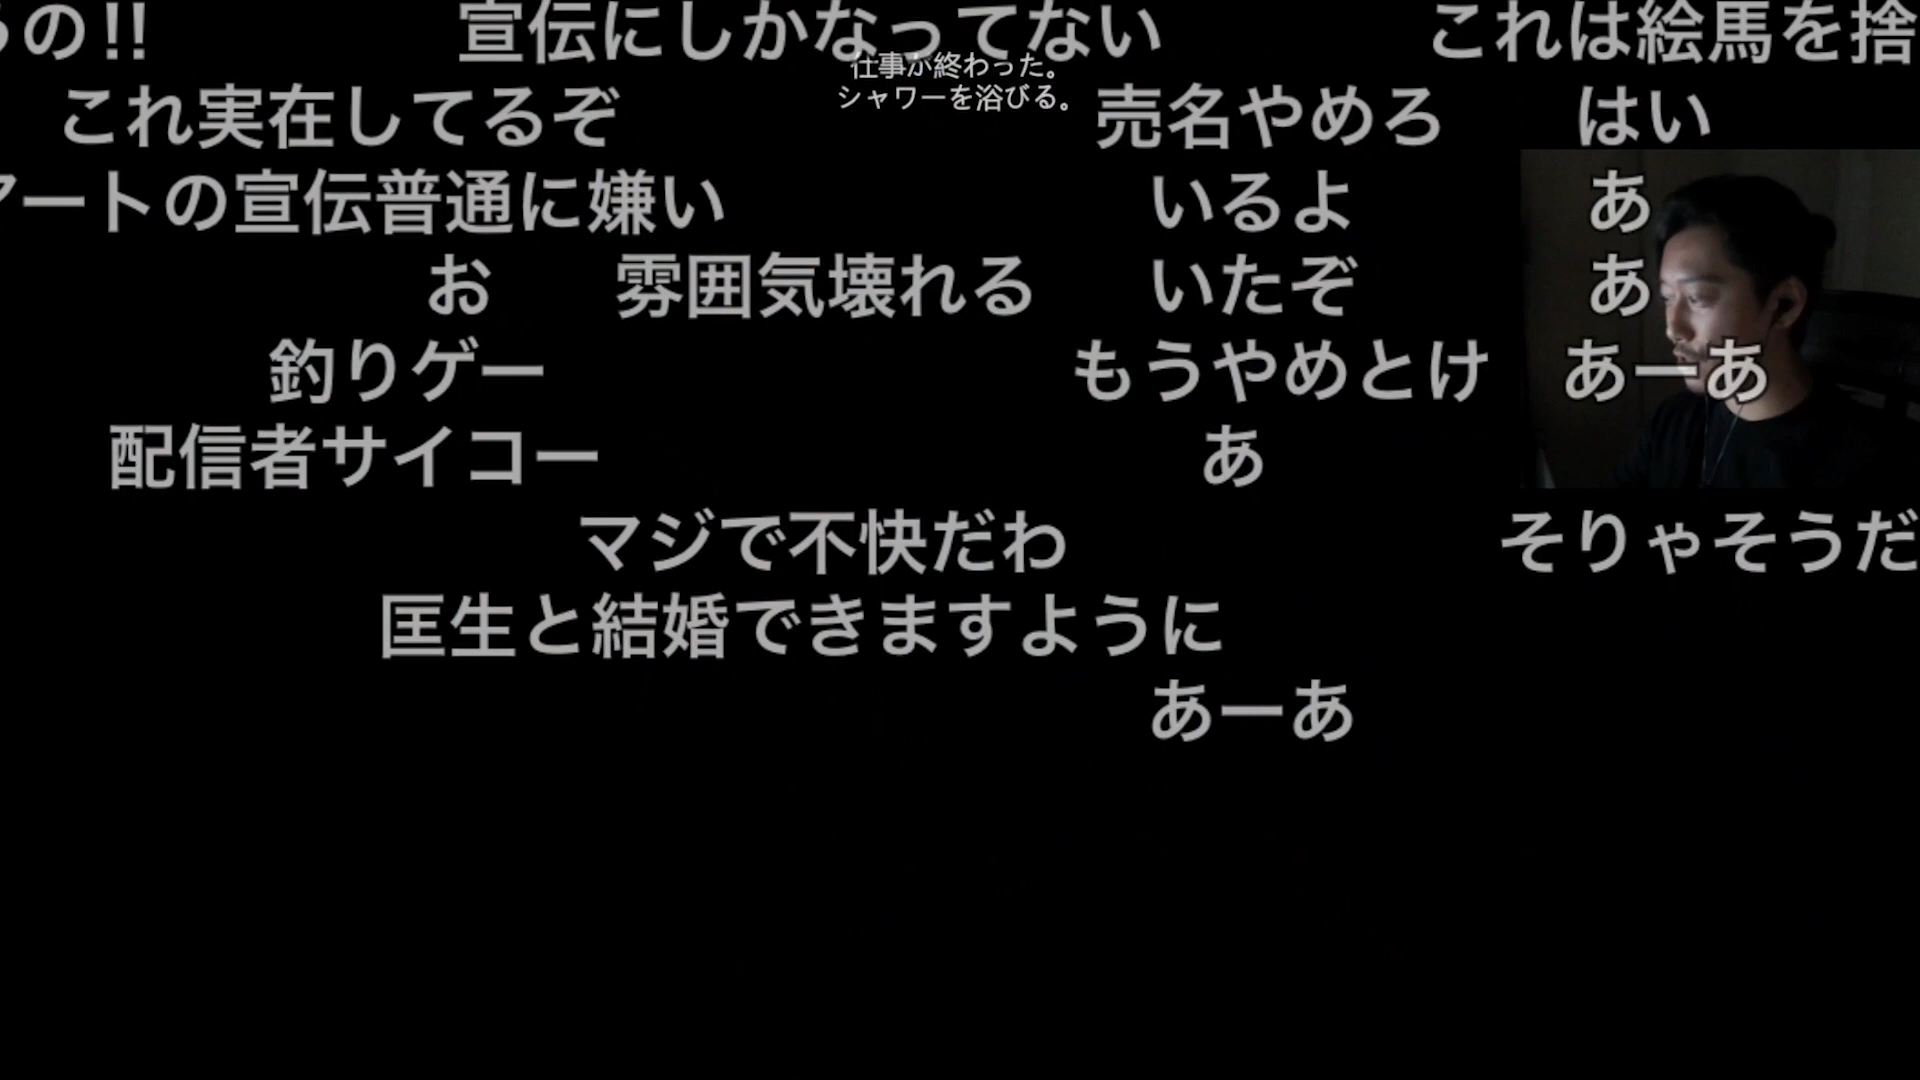 うの!!
宣伝にしかなってない
これは絵馬を捨
仕事が終わった。
シャワーを浴びる。
これ実在してるぞ
売名やめろ
はい
アートの宣伝普通に嫌い
いるよ
あ
お
雰囲気壊れる
いたぞ
あ
釣りゲー
もうやめとけ
あーあ
配信者サイコー
あ
マジで不快だわ
そりゃそうだ
匡生と結婚できますように
あーあ